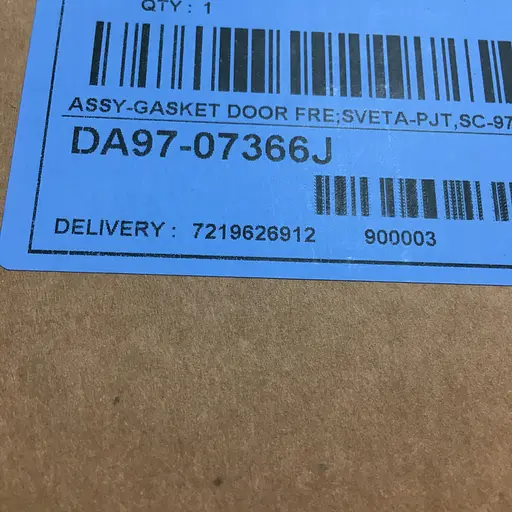 QTY : 1
ASSY-GASKET DOOR FRE;SVETA-PJT,SC-97
DA97-07366J
DELIVERY : 7219626912 900003